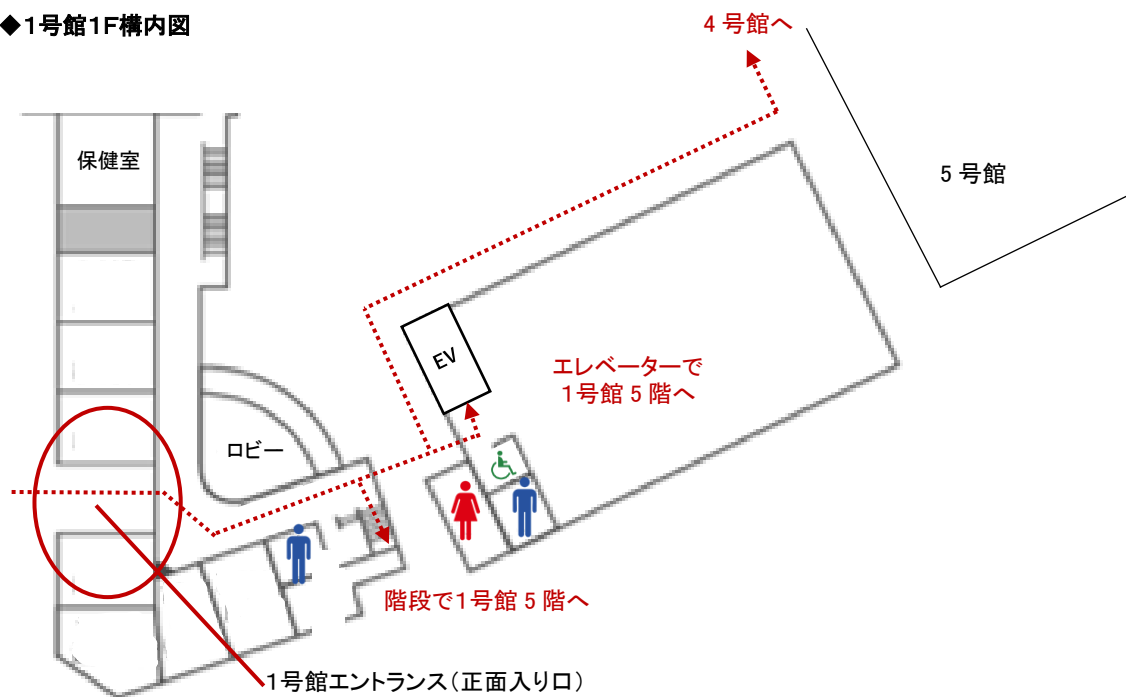 ◆1号館1F構内図
4 号館へ
保健室
5 号館
EV
エレベーターで
1号館 5 階へ
ロビー
階段で1号館 5 階へ
1号館エントランス(正面入り口)